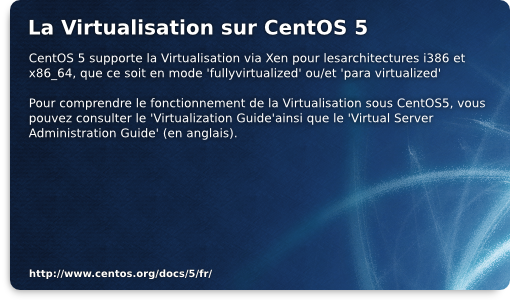 La Virtualisation sur CentOS 5
CentOS 5 supporte la Virtualisation via Xen pour lesarchitectures i386 et
x86_64, que ce soit en mode 'fullyvirtualized' ou/et 'para virtualized'
Pour comprendre le fonctionnement de la Virtualisation sous CentOS5, vous
pouvez consulter le 'Virtualization Guide'ainsi que le 'Virtual Server
Administration Guide' (en anglais).
http://www.centos.org/docs/5/fr/